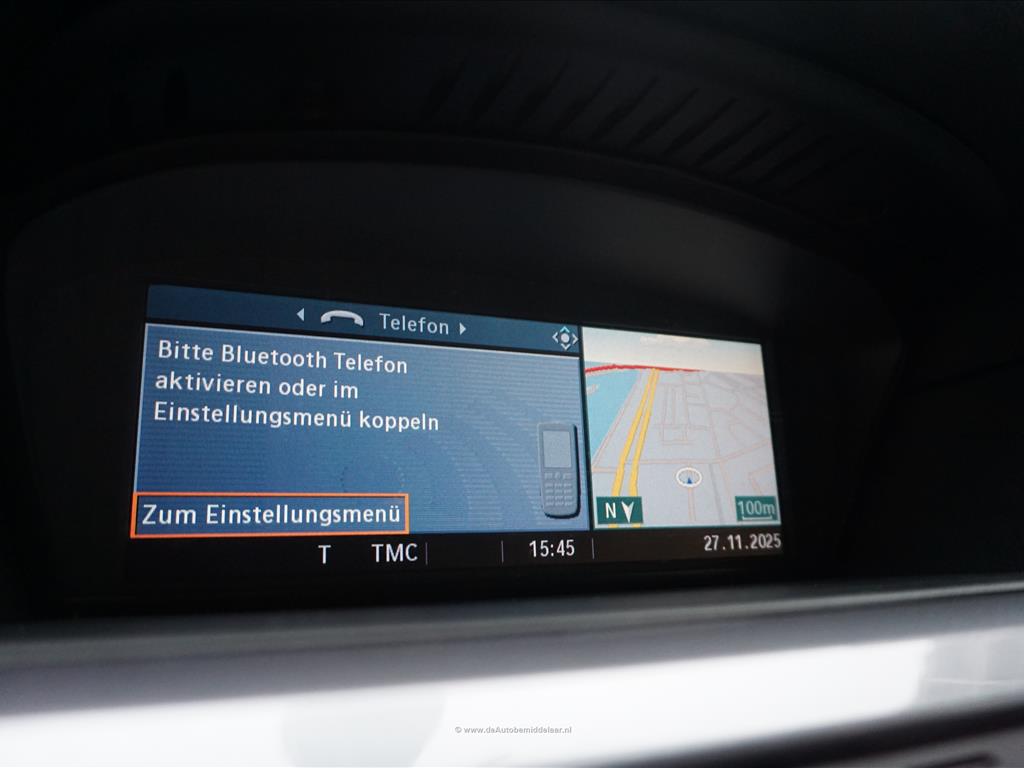 Telefon
Bitte Bluetooth Telefon
aktivieren oder im
Einstellungsmenü koppeln
Zum Einstellungsmenü
N
100m
T TMC 15:45 27.11.2025
© www.deAutobemiddelaar.nl